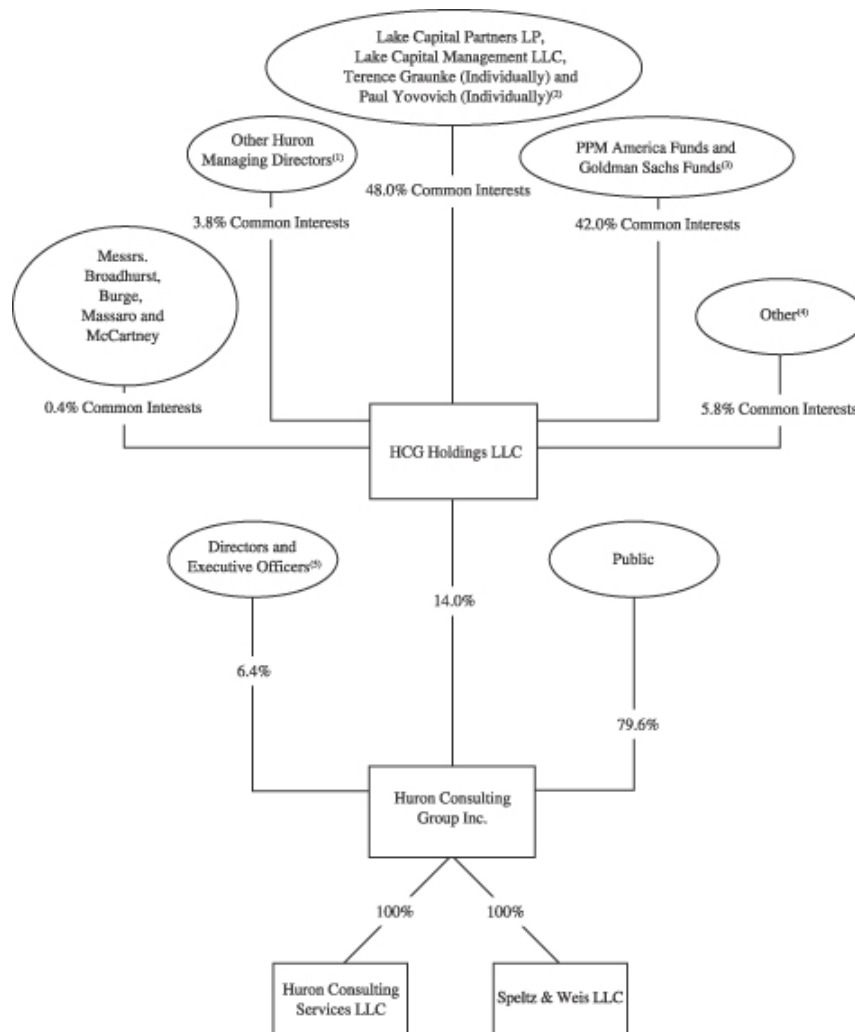 Lake Capital Partners LP,
Lake Capital Management LLC,
Terence Graunke (Individually) and
Paul Yovovich (Individually)(2)
Other Huron
Managing Directors(1)
PPM America Funds and
Goldman Sachs Funds(3)
48.0% Common Interests
3.8% Common Interests
42.0% Common Interests
Messrs.
Broadhurst,
Burge,
Massaro and
McCartney
Other(4)
0.4% Common Interests
5.8% Common Interests
HCG Holdings LLC
Directors and
Executive Officers(5)
Public
14.0%
6.4%
79.6%
Huron Consulting
Group Inc.
100%
100%
Huron Consulting
Services LLC
Speltz & Weis LLC